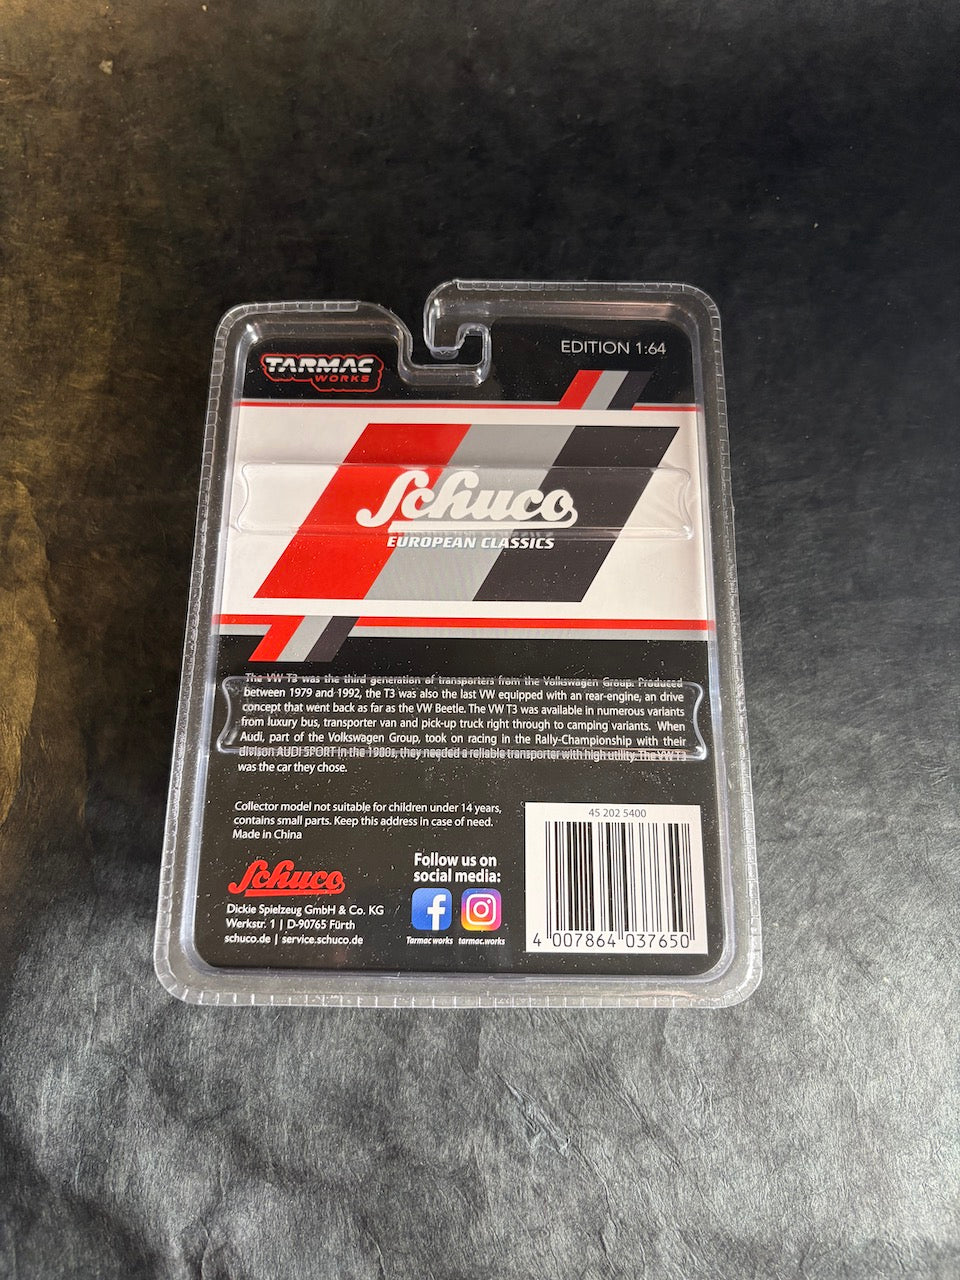 TARMAC
WORKS
EDITION 1:64
Schuco
EUROPEAN CLASSICS
The VW T3 was the third generation of transporters from the Volkswagen Group. Produced
between 1979 and 1992, the T3 was also the last VW equipped with an rear-engine, an drive
concept that went back as far as the VW Beetle. The VW T3 was available in numerous variants
from luxury bus, transporter van and pick-up truck right through to camping variants. When
Audi, part of the Volkswagen Group, took on racing in the Rally-Championship with their
divison AUDI SPORT in the 1980s, they needed a reliable transporter with high utility. The VW T3
was the car they chose.
Collector model not suitable for children under 14 years,
contains small parts. Keep this address in case of need.
Made in China
Schuco
Dickie Spielzeug GmbH & Co. KG
Werkstr. 1 | D-90765 Fürth
schuco.de | service.schuco.de
Follow us on
social media:
Tarmac works tarmac.works
45 202 5400
4 007864 037650